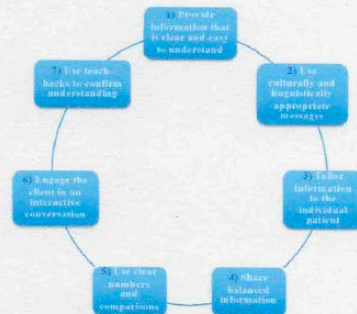 1) Provide
information that
is clear and easy
to understand
2) Use
culturally and
linguistically
appropriate
messages
3) Tailor
information
to the
individual
patient
4) Share
balanced
information
5) Use clear
numbers
and
comparisons
6) Engage the
client in an
interactive
conversation
7) Use teach
backs to confirm
understanding